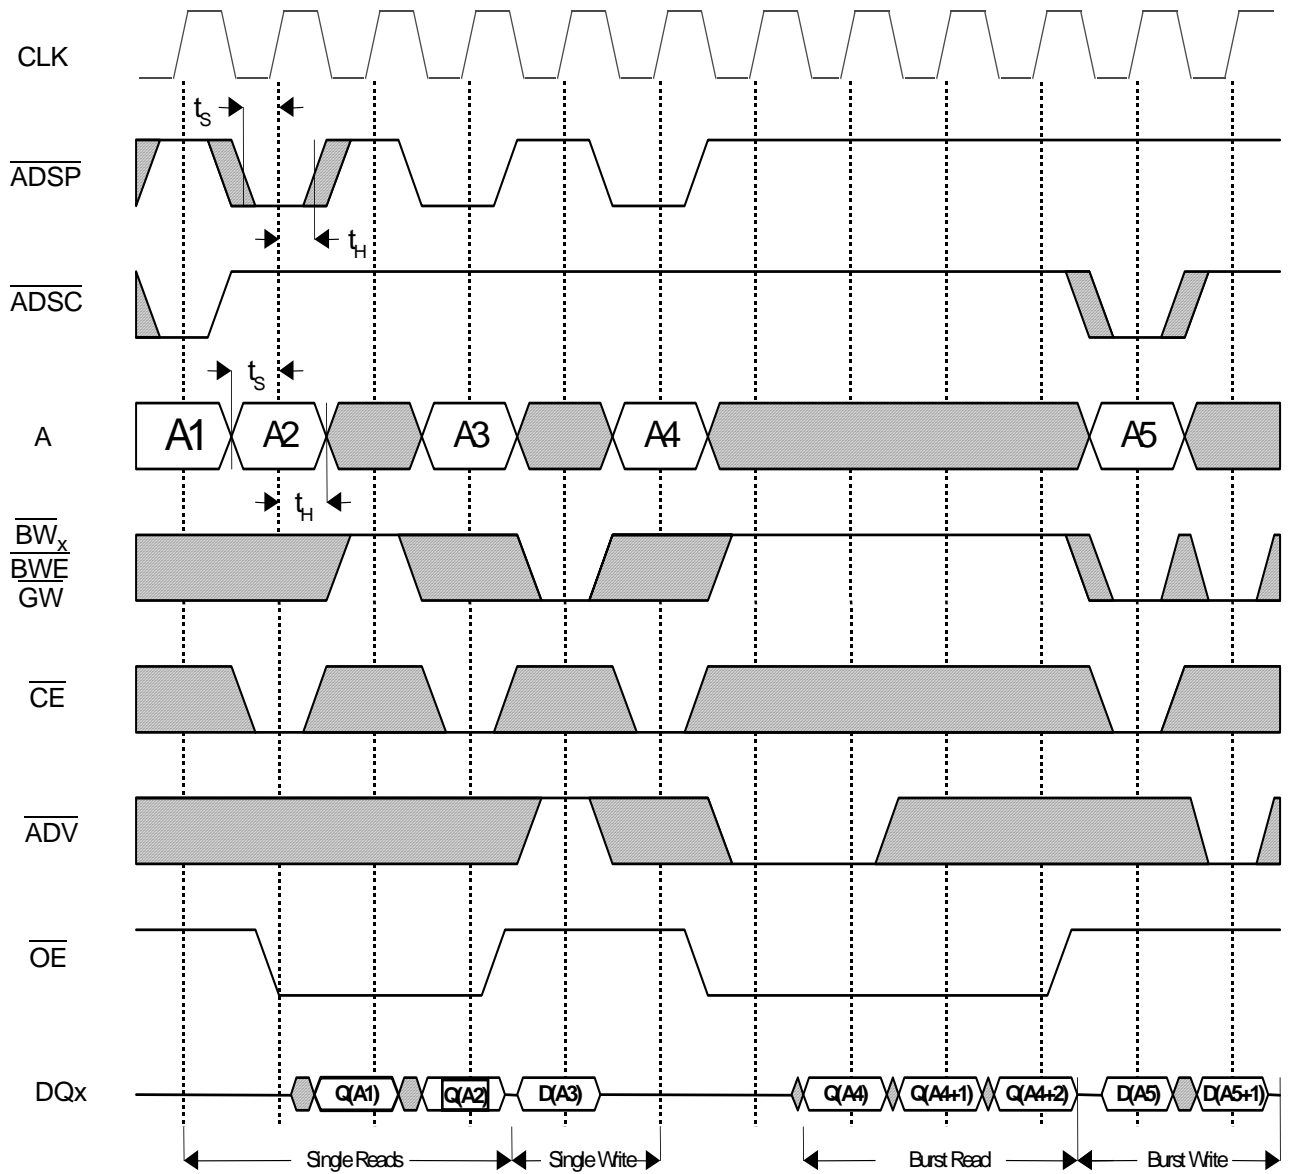 CLK
tS
ADSP
tH
ADSC
tS
A
A1
A2
A3
A4
A5
tH
BWx
BWE
GW
CE
ADV
OE
DQx
Q(A1)
Q(A2)
D(A3)
Q(A4)
Q(A4+1)
Q(A4+2)
D(A5)
D(A5+1)
Single Reads
Single Write
Burst Read
Burst Write